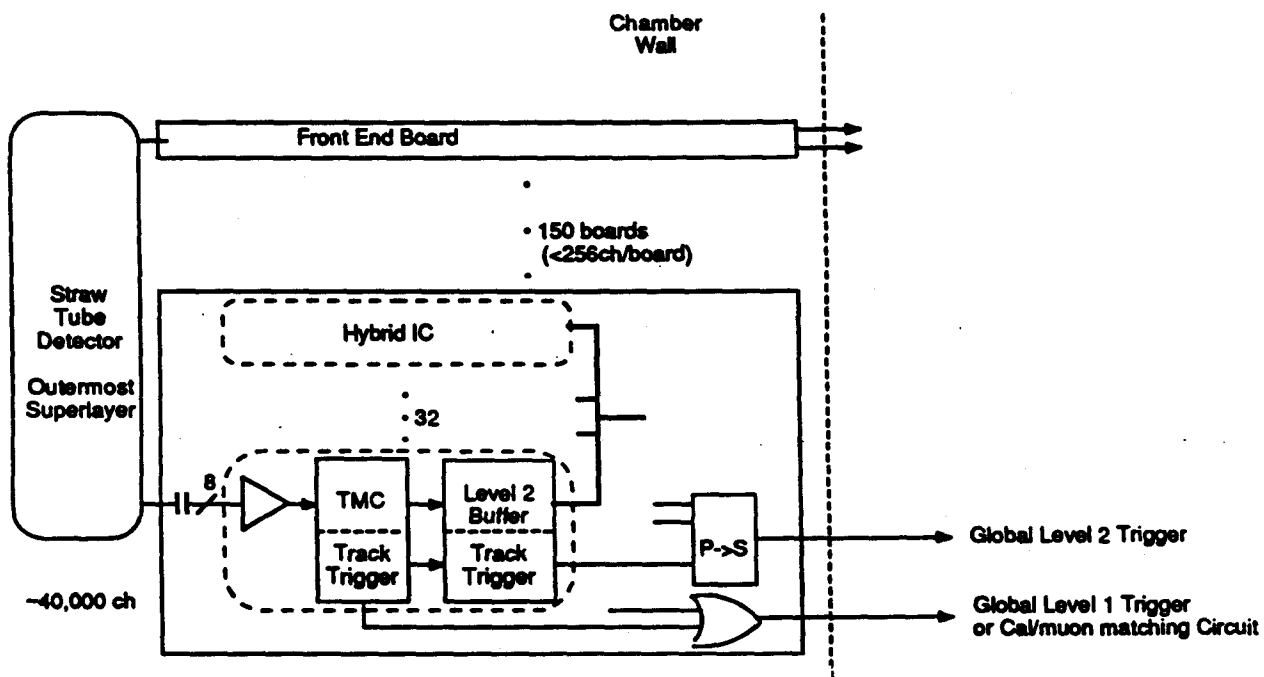 Chamber
Wall
Front End Board
150 boards
(<256ch/board)
Straw
Tube
Detector
Outermost
Superlayer
Hybrid IC
32
8
TMC
Level 2
Buffer
Track
Trigger
Track
Trigger
P->S
Global Level 2 Trigger
~40,000 ch
Global Level 1 Trigger
or Cal/muon matching Circuit